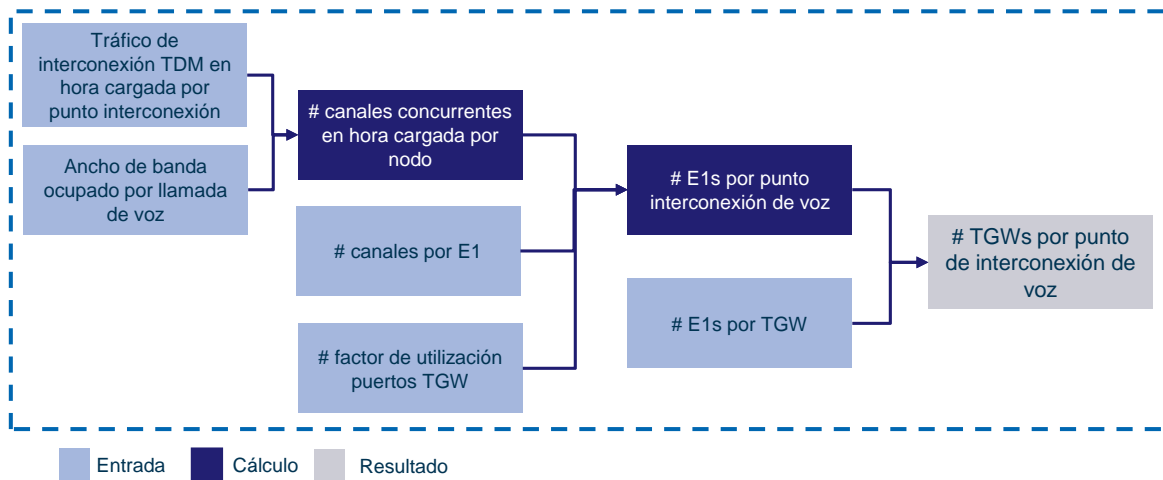 Tráfico de
interconexión TDM en
hora cargada por
punto interconexión
Ancho de banda
ocupado por llamada
de voz
# canales concurrentes
en hora cargada por
nodo
# canales por E1
# factor de utilización
puertos TGW
# E1s por punto
interconexión de voz
# E1s por TGW
# TGWs por punto
de interconexión de
voz
Entrada
Cálculo
Resultado